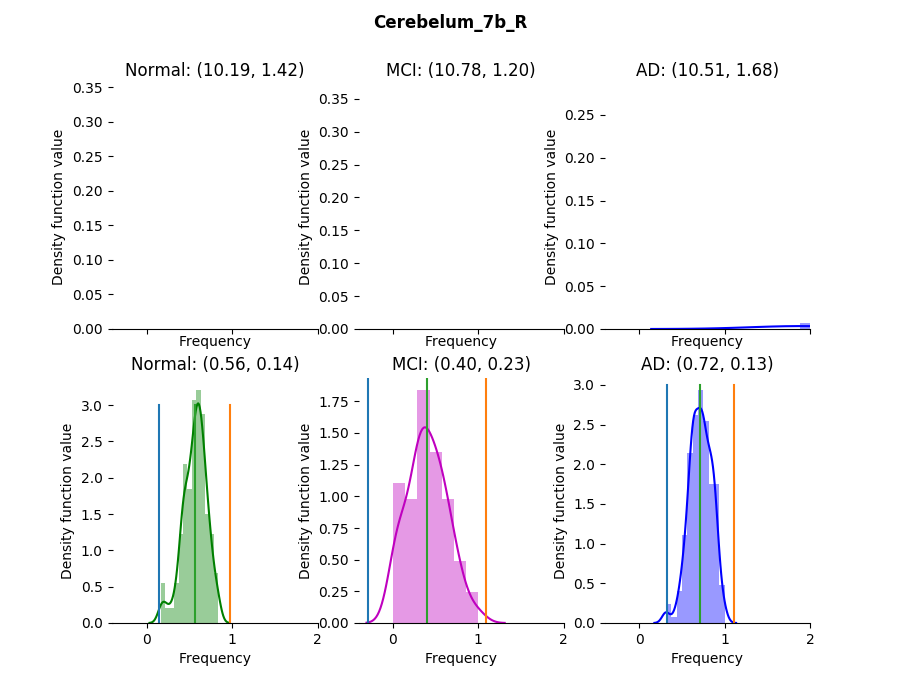 Cerebelum_7b_R
Normal: (10.19, 1.42)
MCI: (10.78, 1.20)
AD: (10.51, 1.68)
Density function value
0.35
0.30
0.25
0.20
0.15
0.10
0.05
0.00
0
1
2
Frequency
Density function value
0.35
0.30
0.25
0.20
0.15
0.10
0.05
0.00
Frequency
Density function value
0.25
0.20
0.15
0.10
0.05
0.00
Frequency
Normal: (0.56, 0.14)
MCI: (0.40, 0.23)
AD: (0.72, 0.13)
Density function value
3.0
2.5
2.0
1.5
1.0
0.5
0.0
0
1
2
Frequency
Density function value
1.75
1.50
1.25
1.00
0.75
0.50
0.25
0.00
0
1
2
Frequency
Density function value
3.0
2.5
2.0
1.5
1.0
0.5
0.0
0
1
2
Frequency